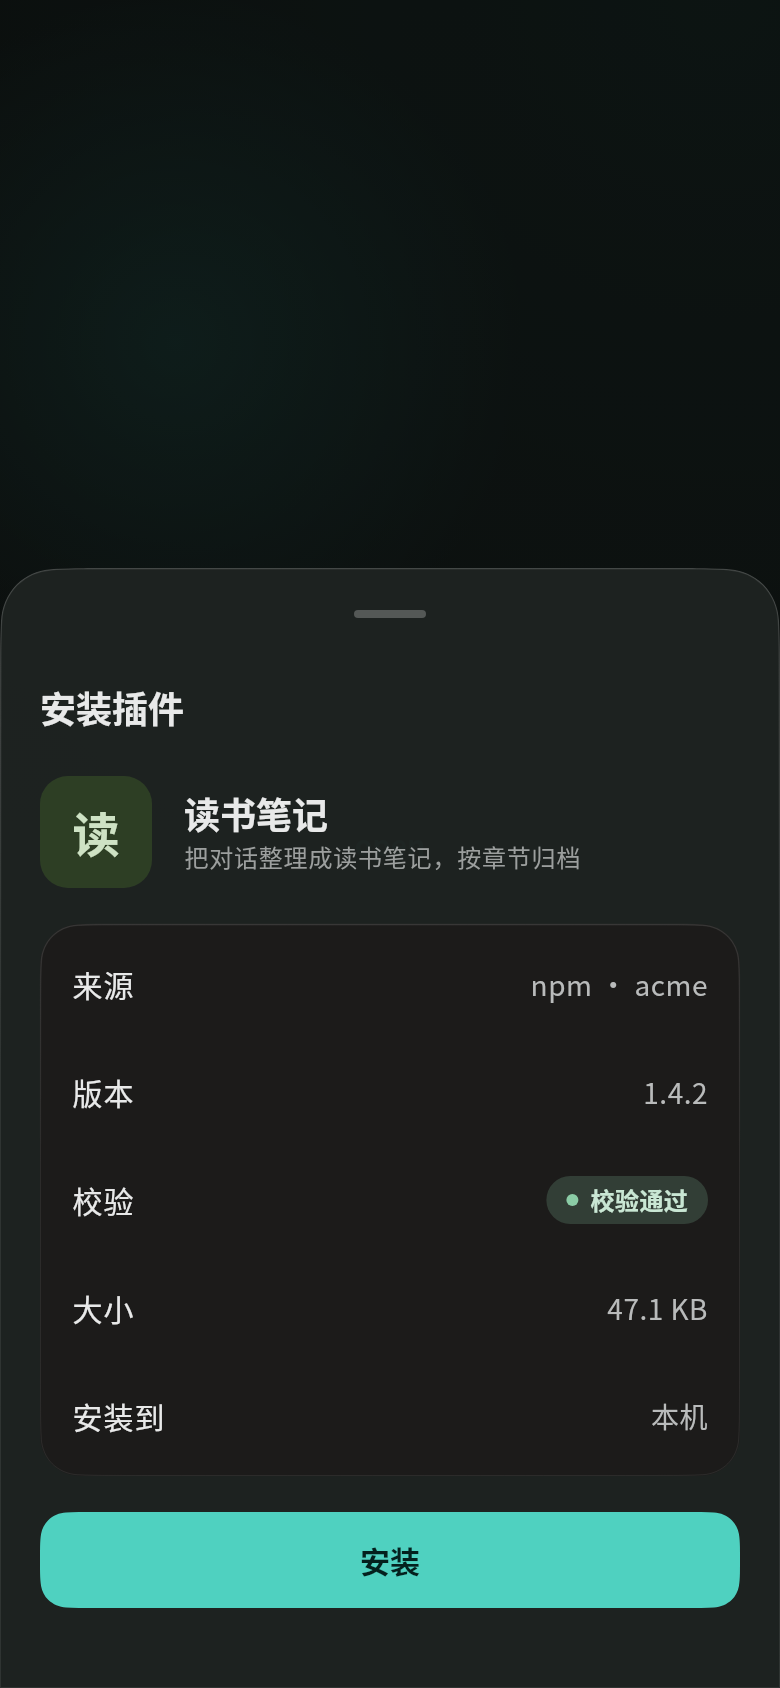 安装插件
读
读书笔记
把对话整理成读书笔记，按章节归档
来源 npm · acme
版本 1.4.2
校验 校验通过
大小 47.1 KB
安装到 本机
安装